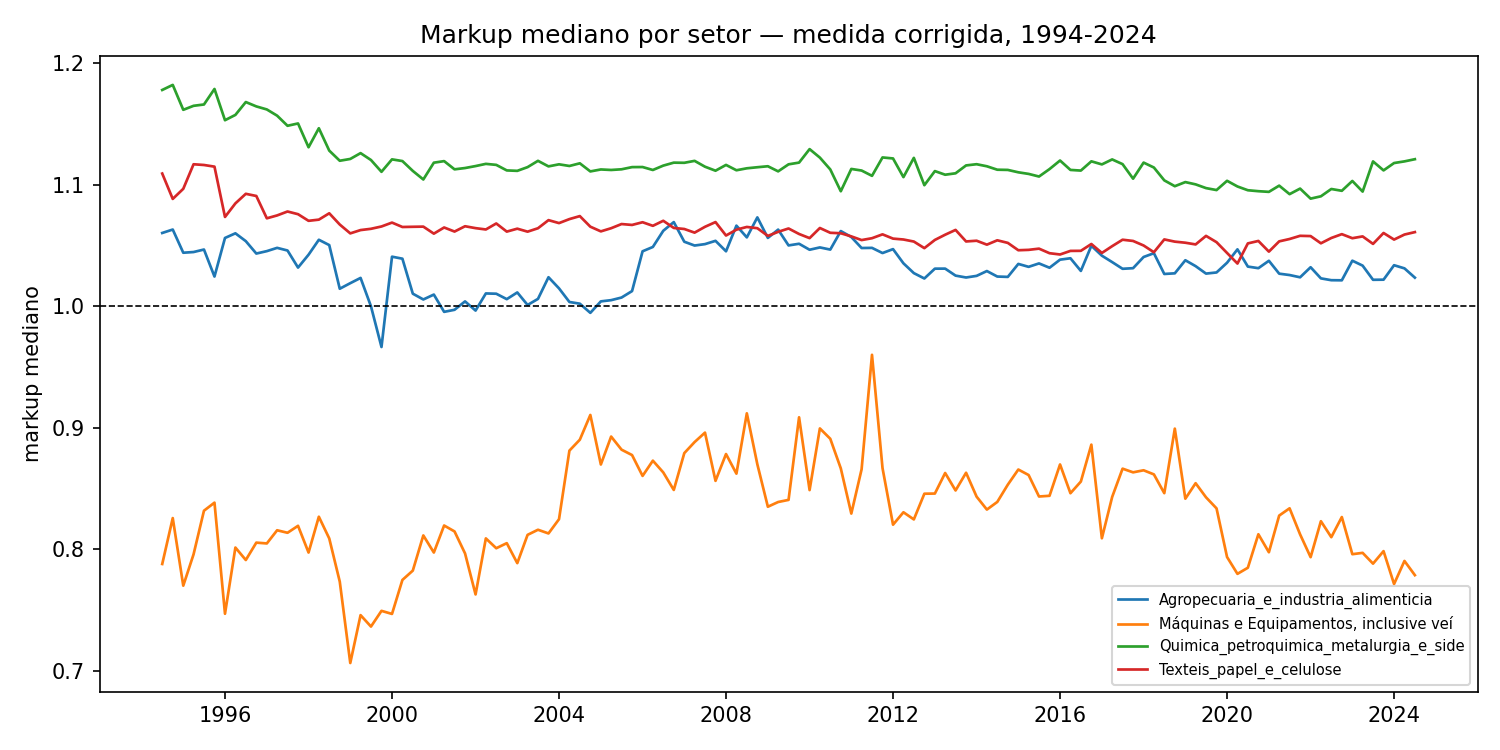 Markup mediano por setor — medida corrigida, 1994-2024
markup mediano
1.2
1.1
1.0
0.9
0.8
0.7
1996 2000 2004 2008 2012 2016 2020 2024
Agropecuaria_e_industria_alimenticia
Máquinas e Equipamentos, inclusive veí
Quimica_petroquimica_metalurgia_e_side
Texteis_papel_e_celulose